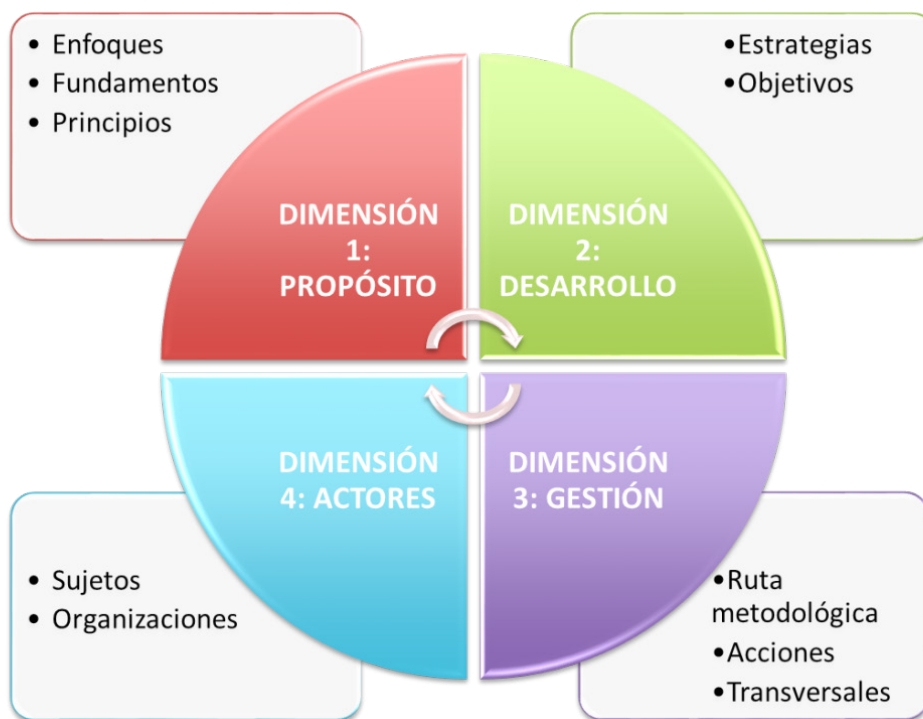 • Enfoques
• Fundamentos
• Principios
•Estrategias
•Objetivos
DIMENSIÓN
1:
PROPÓSITO
DIMENSIÓN
2:
DESARROLLO
DIMENSIÓN
4: ACTORES
DIMENSIÓN
3: GESTIÓN
• Sujetos
• Organizaciones
•Ruta
metodológica
•Acciones
•Transversales